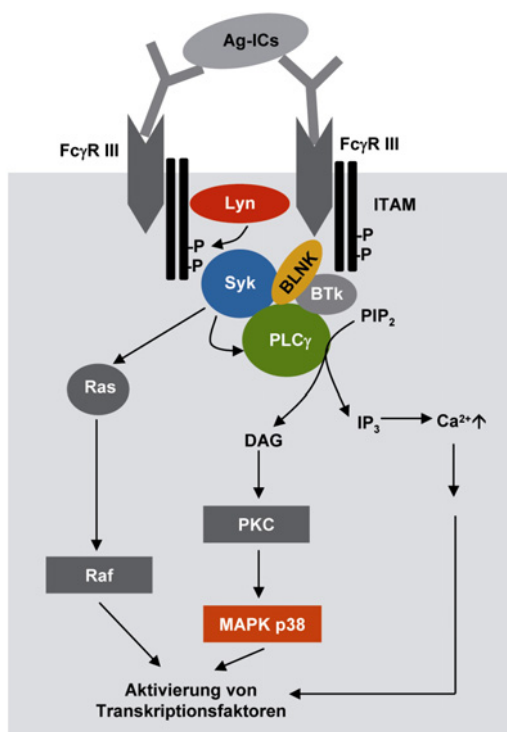 Ag-ICs
FcγR III
FcγR III
Lyn
ITAM
-P
-P
-P
-P
Syk
BLNK
BTk
PLCγ
PIP₂
Ras
DAG
IP₃
Ca²⁺↑
PKC
Raf
MAPK p38
Aktivierung von
Transkriptionsfaktoren